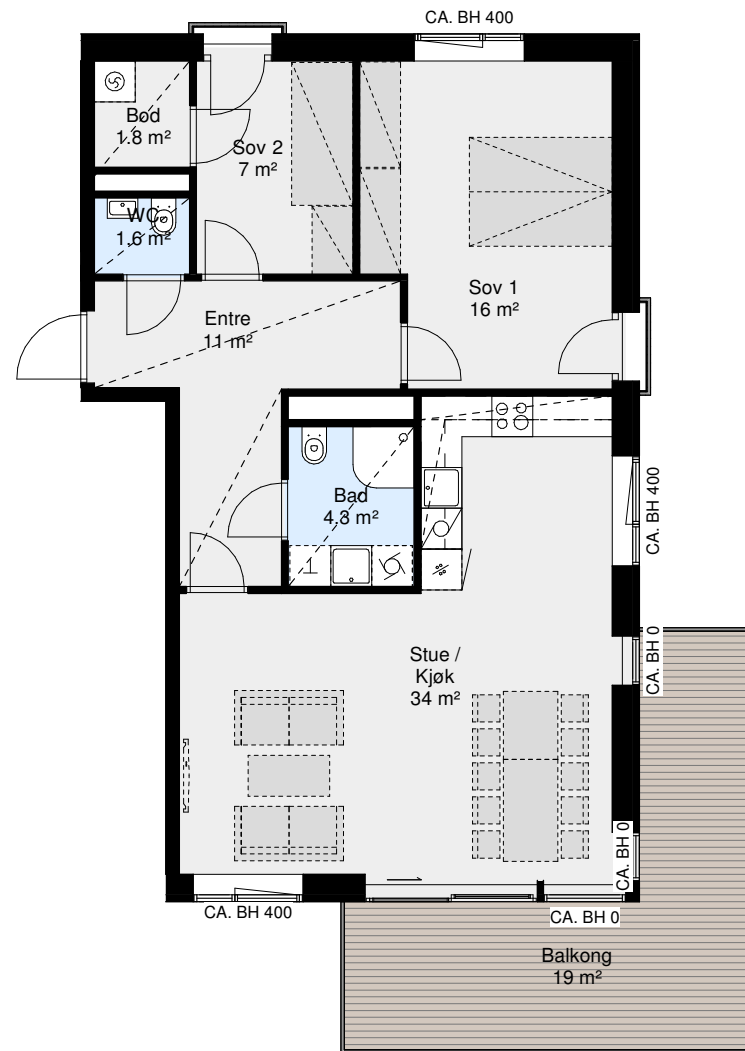 CA. BH 400
Bod
1.8 m²
Sov 2
7 m²
WC
1.6 m²
Sov 1
16 m²
Entre
11 m²
CA. BH 400
Bad
4.3 m²
CA. BH 0
Stue /
Kjøk
34 m²
CA. BH 0
CA. BH 400
CA. BH 0
Balkong
19 m²